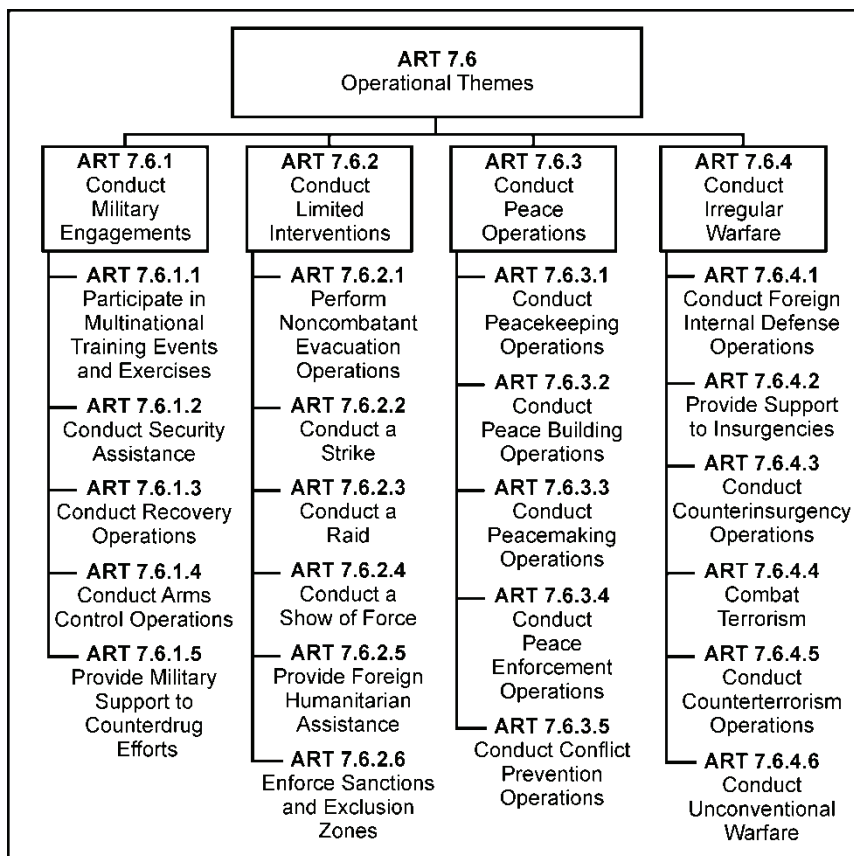 ART 7.6
Operational Themes
ART 7.6.1
Conduct
Military
Engagements
ART 7.6.1.1
Participate in
Multinational
Training Events
and Exercises
ART 7.6.1.2
Conduct Security
Assistance
ART 7.6.1.3
Conduct Recovery
Operations
ART 7.6.1.4
Conduct Arms
Control Operations
ART 7.6.1.5
Provide Military
Support to
Counterdrug
Efforts
ART 7.6.2
Conduct
Limited
Interventions
ART 7.6.2.1
Perform
Noncombatant
Evacuation
Operations
ART 7.6.2.2
Conduct a
Strike
ART 7.6.2.3
Conduct a
Raid
ART 7.6.2.4
Conduct a
Show of Force
ART 7.6.2.5
Provide Foreign
Humanitarian
Assistance
ART 7.6.2.6
Enforce Sanctions
and Exclusion
Zones
ART 7.6.3
Conduct
Peace
Operations
ART 7.6.3.1
Conduct
Peacekeeping
Operations
ART 7.6.3.2
Conduct
Peace Building
Operations
ART 7.6.3.3
Conduct
Peacemaking
Operations
ART 7.6.3.4
Conduct
Peace
Enforcement
Operations
ART 7.6.3.5
Conduct Conflict
Prevention
Operations
ART 7.6.4
Conduct
Irregular
Warfare
ART 7.6.4.1
Conduct Foreign
Internal Defense
Operations
ART 7.6.4.2
Provide Support
to Insurgencies
ART 7.6.4.3
Conduct
Counterinsurgency
Operations
ART 7.6.4.4
Combat
Terrorism
ART 7.6.4.5
Conduct
Counterterrorism
Operations
ART 7.6.4.6
Conduct
Unconventional
Warfare